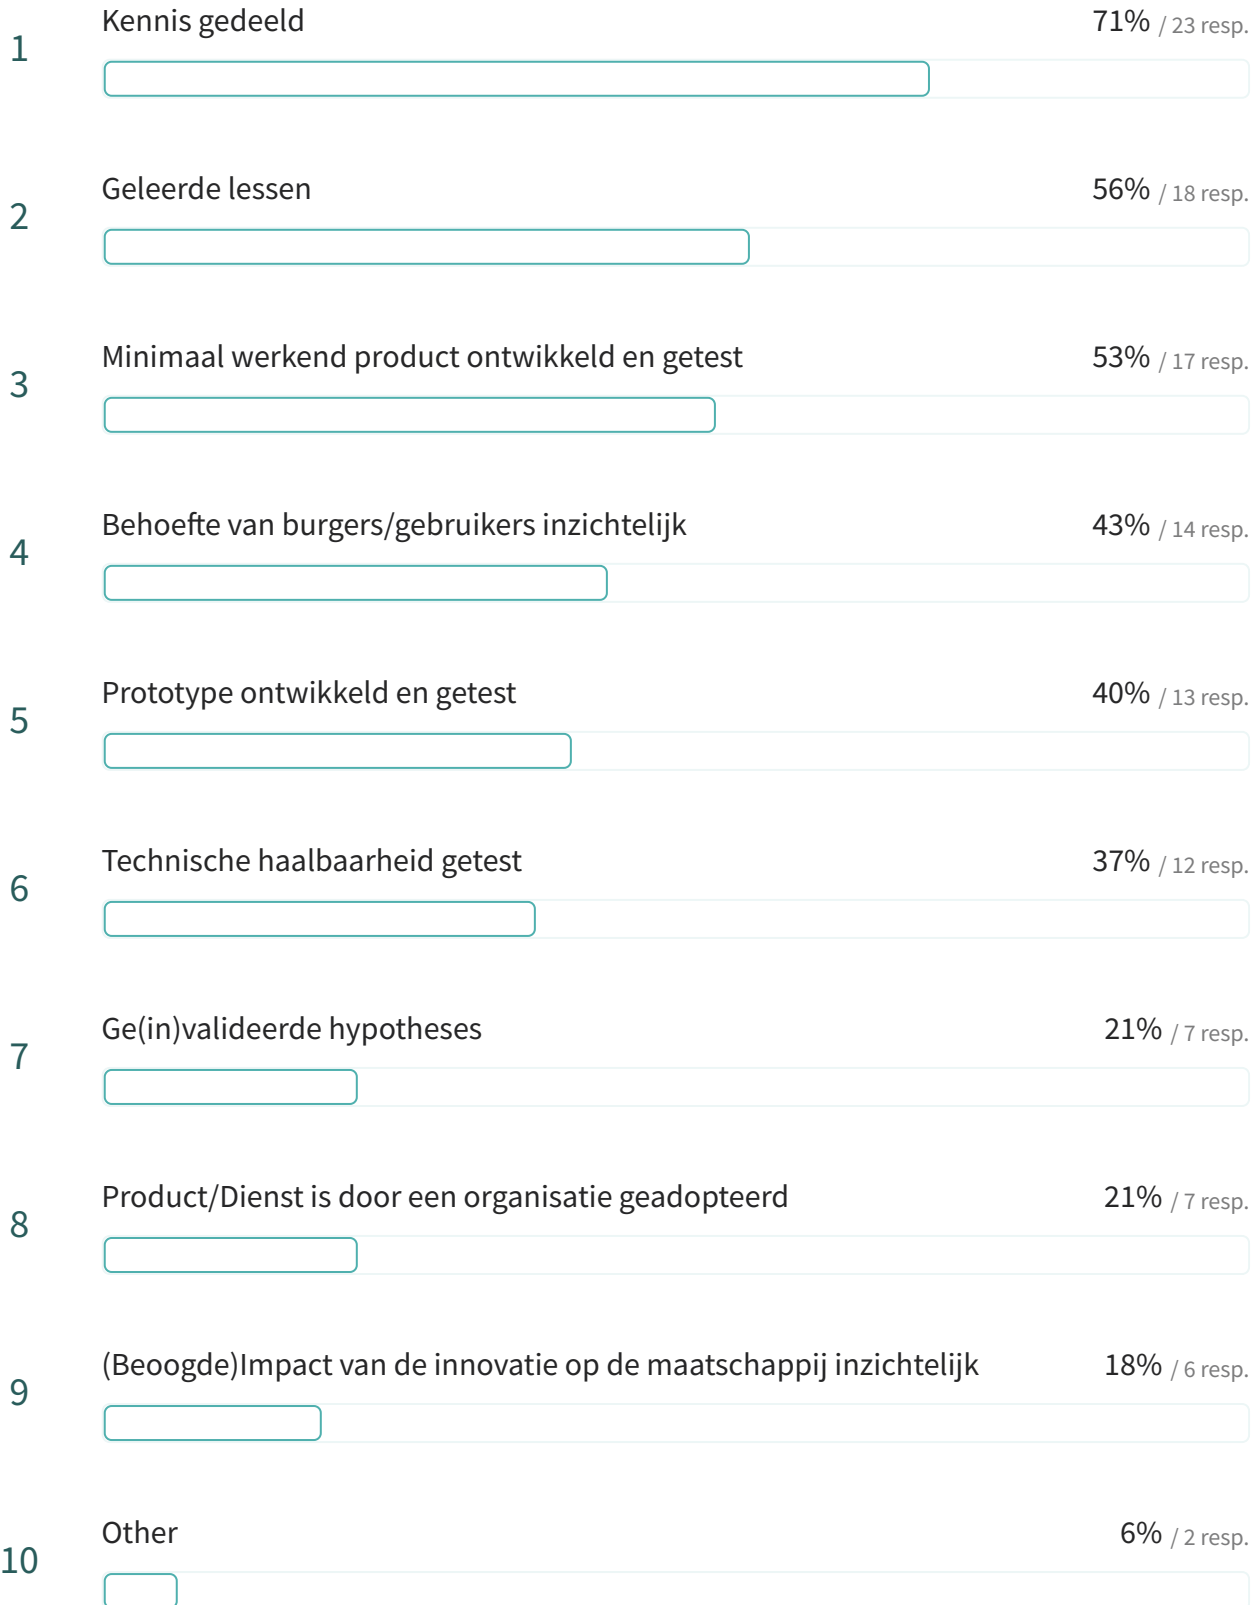 1
Kennis gedeeld 71% / 23 resp.
2
Geleerde lessen 56% / 18 resp.
3
Minimaal werkend product ontwikkeld en getest 53% / 17 resp.
4
Behoefte van burgers/gebruikers inzichtelijk 43% / 14 resp.
5
Prototype ontwikkeld en getest 40% / 13 resp.
6
Technische haalbaarheid getest 37% / 12 resp.
7
Ge(in)valideerde hypotheses 21% / 7 resp.
8
Product/Dienst is door een organisatie geadopteerd 21% / 7 resp.
9
(Beoogde)Impact van de innovatie op de maatschappij inzichtelijk 18% / 6 resp.
10
Other 6% / 2 resp.